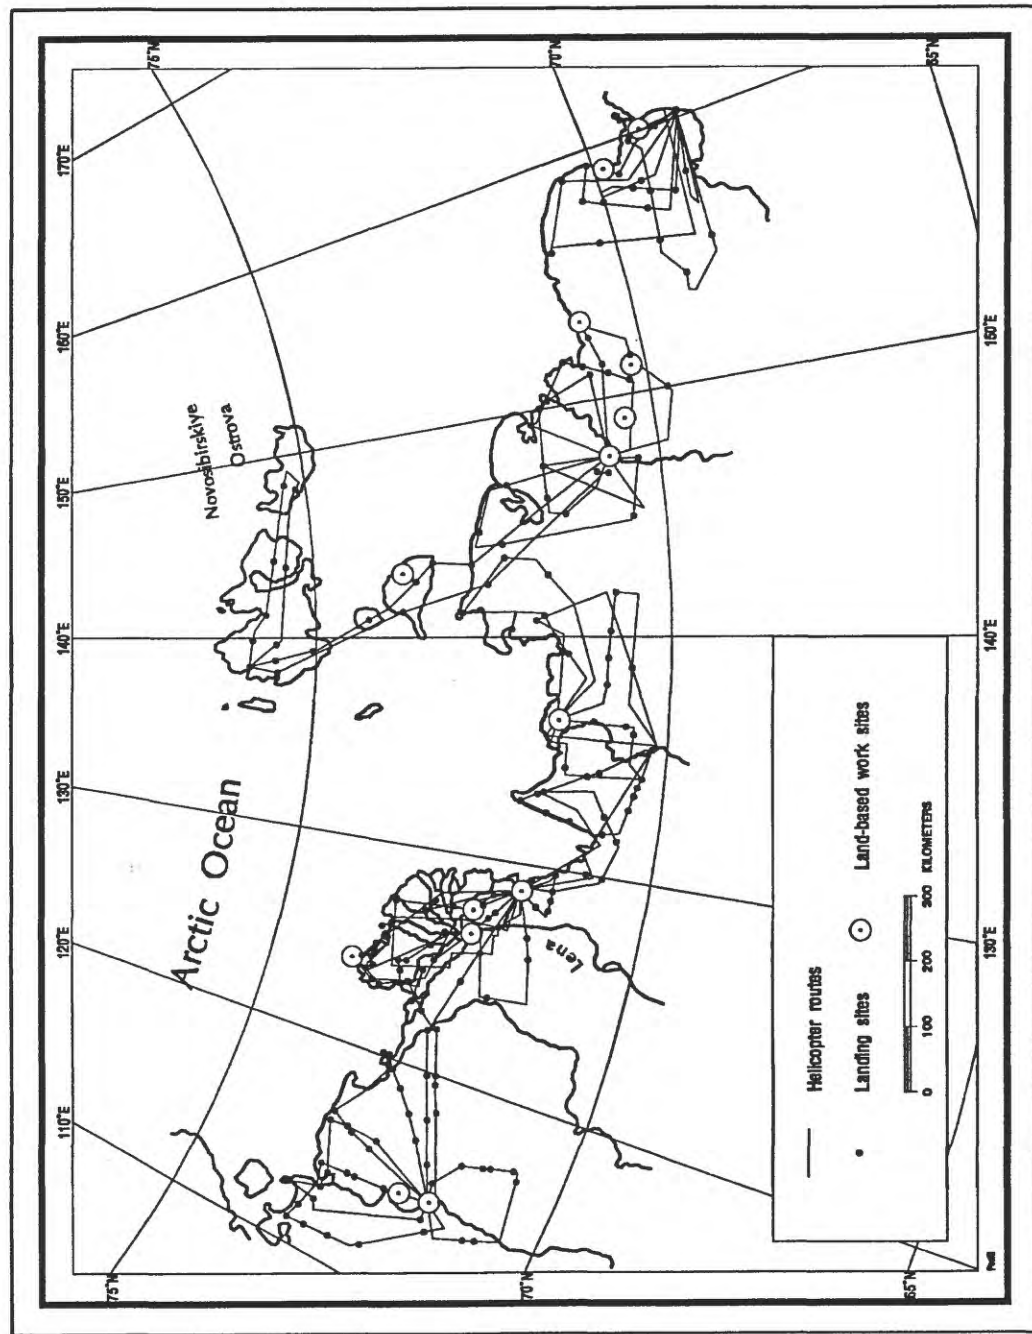 110°E
120°E
130°E
140°E
150°E
160°E
170°E
75°N
75°N
Arctic Ocean
Novosibirskiye
Ostrova
70°N
70°N
Lena
Helicopter routes
Landing sites
Land-based work sites
0 100 200 300 KILOMETERS
65°N
65°N
130°E
140°E
150°E